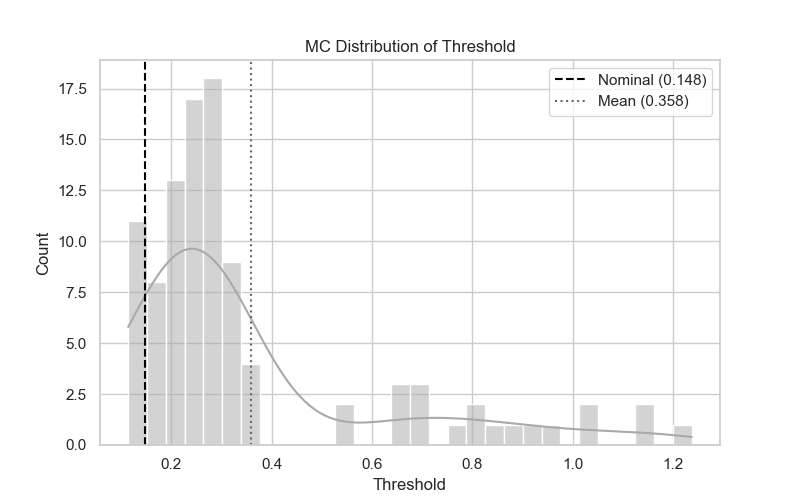 MC Distribution of Threshold
Nominal (0.148)
Mean (0.358)
Count
17.5
15.0
12.5
10.0
7.5
5.0
2.5
0.0
0.2 0.4 0.6 0.8 1.0 1.2
Threshold